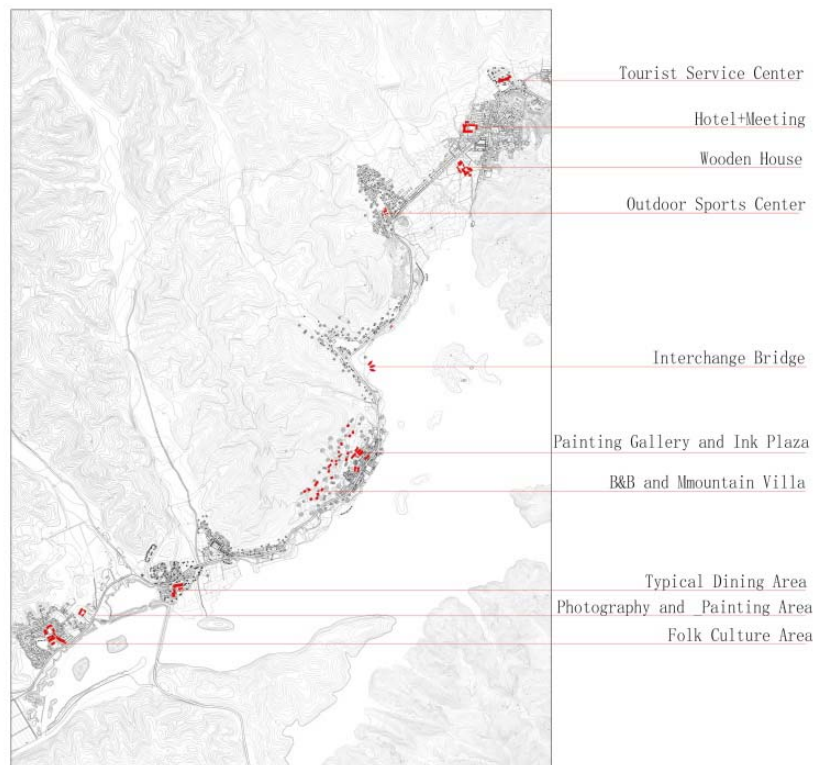 Tourist Service Center
Hotel+Meeting
Wooden House
Outdoor Sports Center
Interchange Bridge
Painting Gallery and Ink Plaza
B&B and Mmountain Villa
Typical Dining Area
Photography and _Painting Area
Folk Culture Area